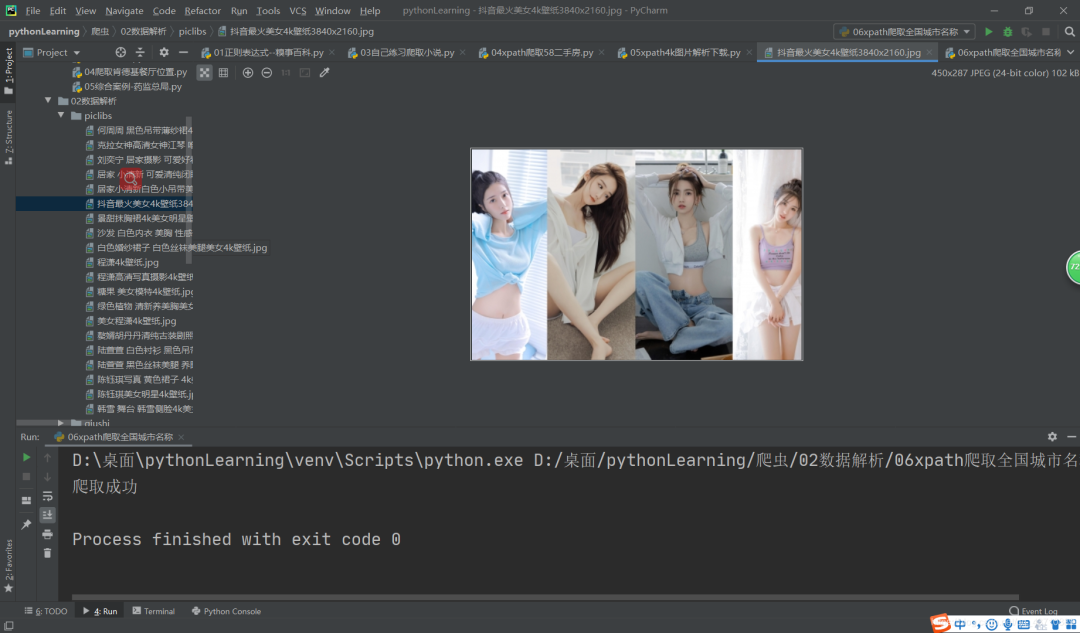 File Edit View Navigate Code Refactor Run Tools VCS Window Help pythonLearning - 抖音最火美女4k壁纸3840x2160.jpg - PyCharm
pythonLearning 爬虫 02数据解析 piclibs 抖音最火美女4k壁纸3840x2160.jpg
06xpath爬取全国城市名称
1: Project
Project
01正则表达式--糗事百科.py
03自己练习爬取小说.py
04xpath爬取58二手房.py
05xpath4k图片解析下载.py
抖音最火美女4k壁纸3840x2160.jpg
06xpath爬取全国城市名称
04爬取肯德基餐厅位置.py
450x287 JPEG (24-bit color) 102 kB
05综合案例-药监总局.py
02数据解析
piclibs
何周周 黑色吊带薄纱裙4
克拉女神高清女神江琴
刘奕宁 居家摄影 可爱好
居家 小清新 可爱清纯
居家小清新白色小吊带美
抖音最火美女4k壁纸384
景甜抹胸裙4k美女明星壁
沙发 白色内衣 美胸 性感
白色婚纱裙子 白色丝袜美腿美女4k壁纸.jpg
程潇4k壁纸.jpg
程潇高清写真摄影4k壁纸
糖果 美女模特4k壁纸.jpg
绿色植物 清新养美胸美女
美女程潇4k壁纸.jpg
胡丹丹清纯古装剧照
陆萱萱 白色衬衫 黑色吊带
陆萱萱 黑色丝袜美腿 养
陈钰琪写真 黄色裙子 4k
陈钰琪美女明星4k壁纸.j
韩雪 舞台 韩雪侧脸4k美
qiushi
2: Structure
72
Run: 06xpath爬取全国城市名称
D:\桌面\pythonLearning\venv\Scripts\python.exe D:/桌面/pythonLearning/爬虫/02数据解析/06xpath爬取全国城市名
爬取成功
Process finished with exit code 0
2: Favorites
6: TODO 4: Run Terminal Python Console Event Log
中